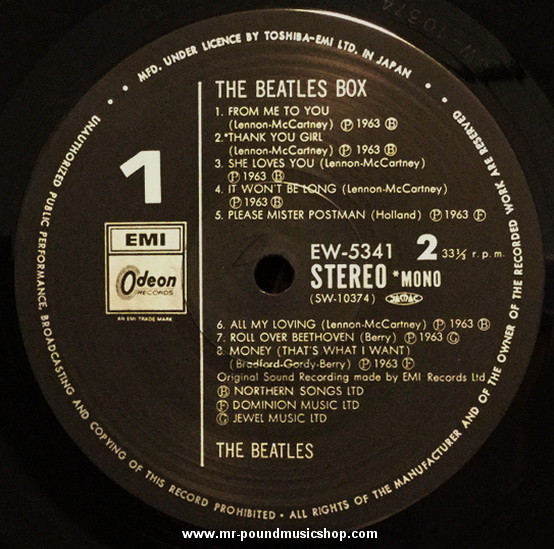 SW-10374
MFD. UNDER LICENCE BY TOSHIBA-EMI LTD. IN JAPAN
UNAUTHORIZED PUBLIC PERFORMANCE, BROADCASTING AND COPYING OF THIS RECORD PROHIBITED • ALL RIGHTS OF THE MANUFACTURER AND OF THE OWNER OF THE RECORDED WORK ARE RESERVED
THE BEATLES BOX
1. FROM ME TO YOU
(Lennon-McCartney) Ⓟ 1963 Ⓑ
2.*THANK YOU GIRL
(Lennon-McCartney) Ⓟ 1963 Ⓑ
3. SHE LOVES YOU (Lennon-McCartney)
Ⓟ 1963 Ⓑ
4. IT WON'T BE LONG (Lennon-McCartney)
Ⓟ 1963 Ⓑ
5. PLEASE MISTER POSTMAN (Holland) Ⓟ 1963 Ⓕ
1
EMI
Odeon
RECORDS
AN EMI TRADE MARK
EW-5341 2 33⅓ r.p.m.
STEREO *MONO
(SW-10374) JASRAC
6. ALL MY LOVING (Lennon-McCartney) Ⓟ 1963 Ⓑ
7. ROLL OVER BEETHOVEN (Berry) Ⓟ 1963 Ⓖ
8. MONEY (THAT'S WHAT I WANT)
(Bradford-Gordy-Berry) Ⓟ 1963 Ⓕ
Original Sound Recording made by EMI Records Ltd
Ⓑ NORTHERN SONGS LTD
Ⓕ DOMINION MUSIC LTD
Ⓖ JEWEL MUSIC LTD
THE BEATLES
www.mr-poundmusicshop.com